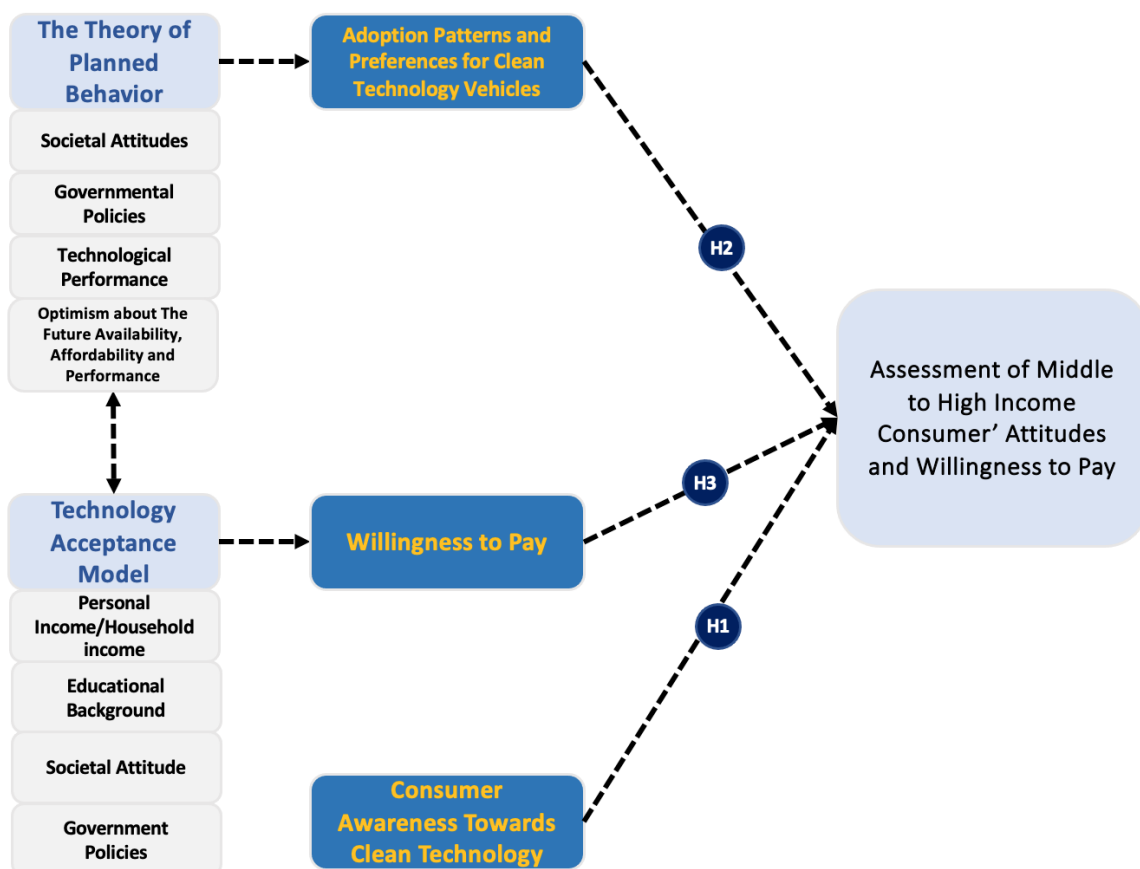 The Theory of
Planned
Behavior
Societal Attitudes
Governmental
Policies
Technological
Performance
Optimism about The
Future Availability,
Affordability and
Performance
Technology
Acceptance
Model
Personal
Income/Household
income
Educational
Background
Societal Attitude
Government
Policies
Adoption Patterns and
Preferences for Clean
Technology Vehicles
Willingness to Pay
Consumer
Awareness Towards
Clean Technology
H2
H3
H1
Assessment of Middle
to High Income
Consumer’ Attitudes
and Willingness to Pay